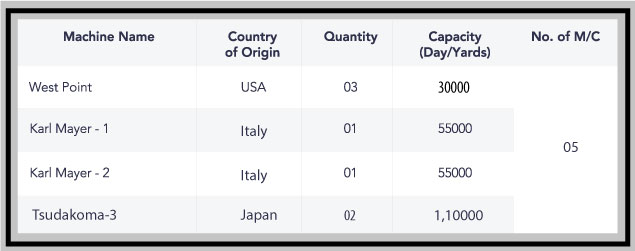 Machine Name Country of Origin Quantity Capacity (Day/Yards) No. of M/C
West Point USA 03 30000
Karl Mayer - 1 Italy 01 55000
05
Karl Mayer - 2 Italy 01 55000
Tsudakoma-3 Japan 02 1,10000